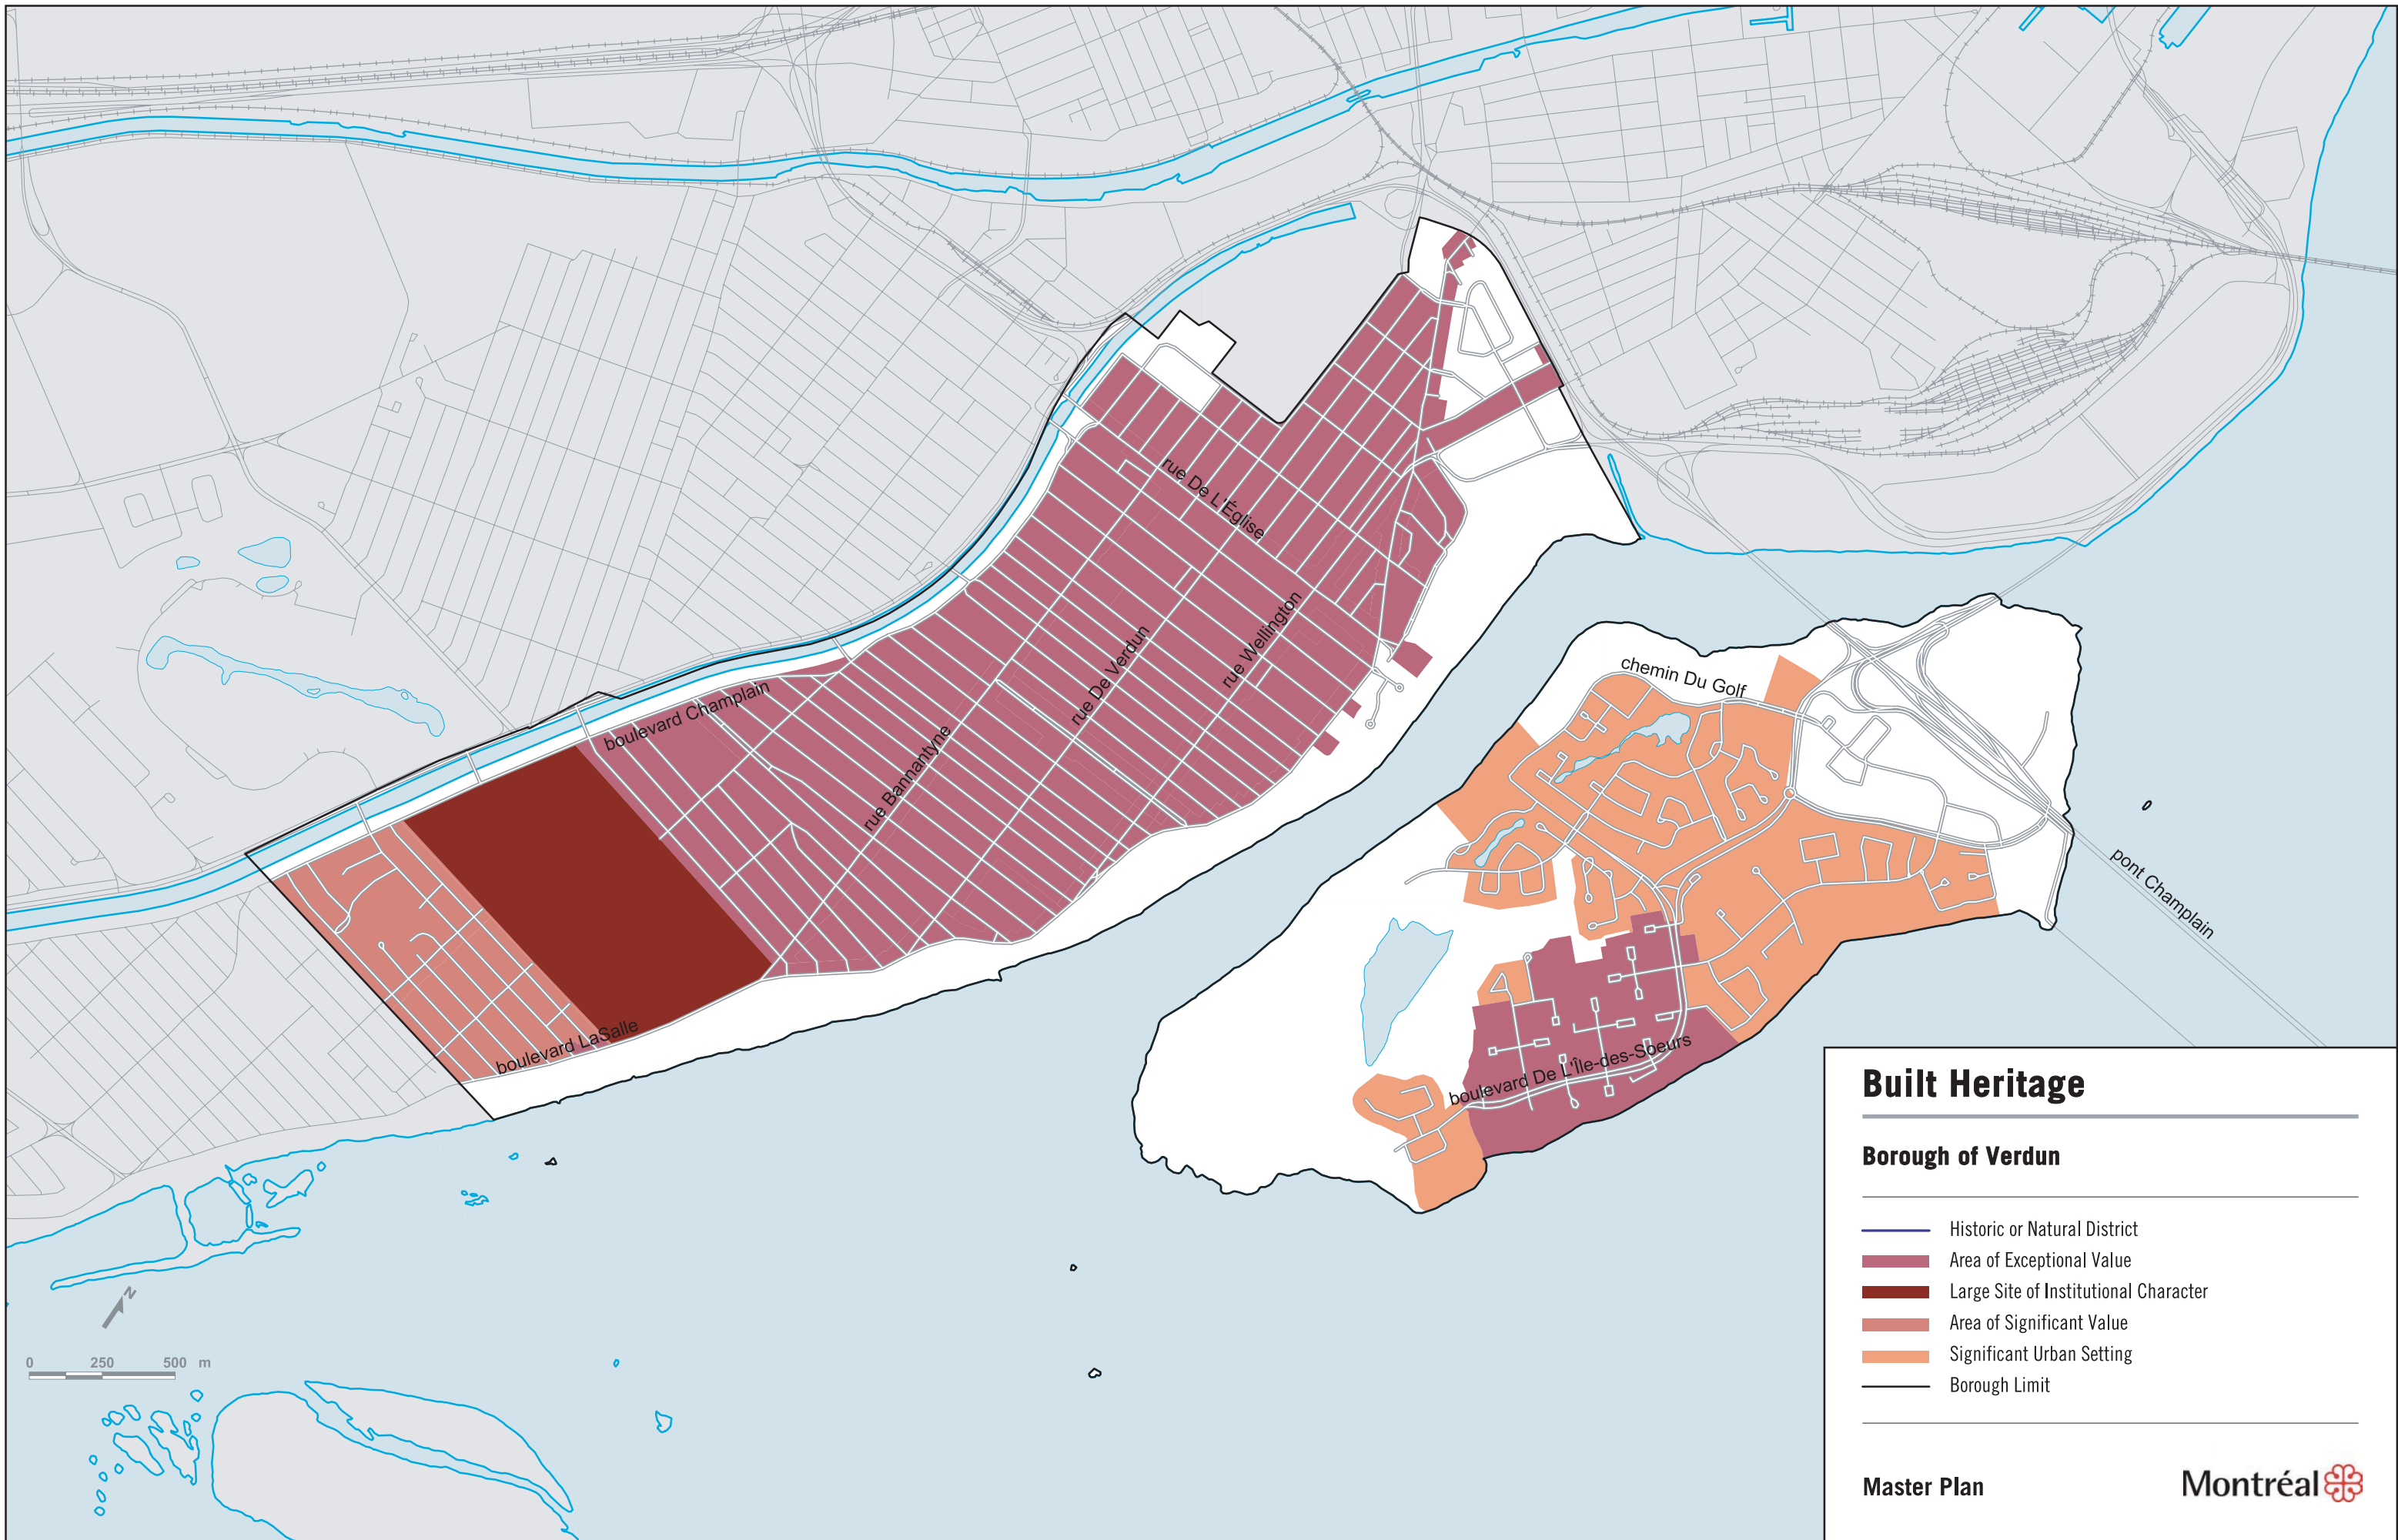 rue De L'Église
rue Wellington
rue De Verdun
chemin Du Golf
boulevard Champlain
rue Bannantyne
pont Champlain
boulevard LaSalle
boulevard De L'Île-des-Soeurs
N
0 250 500 m
Built Heritage
Borough of Verdun
Historic or Natural District
Area of Exceptional Value
Large Site of Institutional Character
Area of Significant Value
Significant Urban Setting
Borough Limit
Master Plan
Montréal